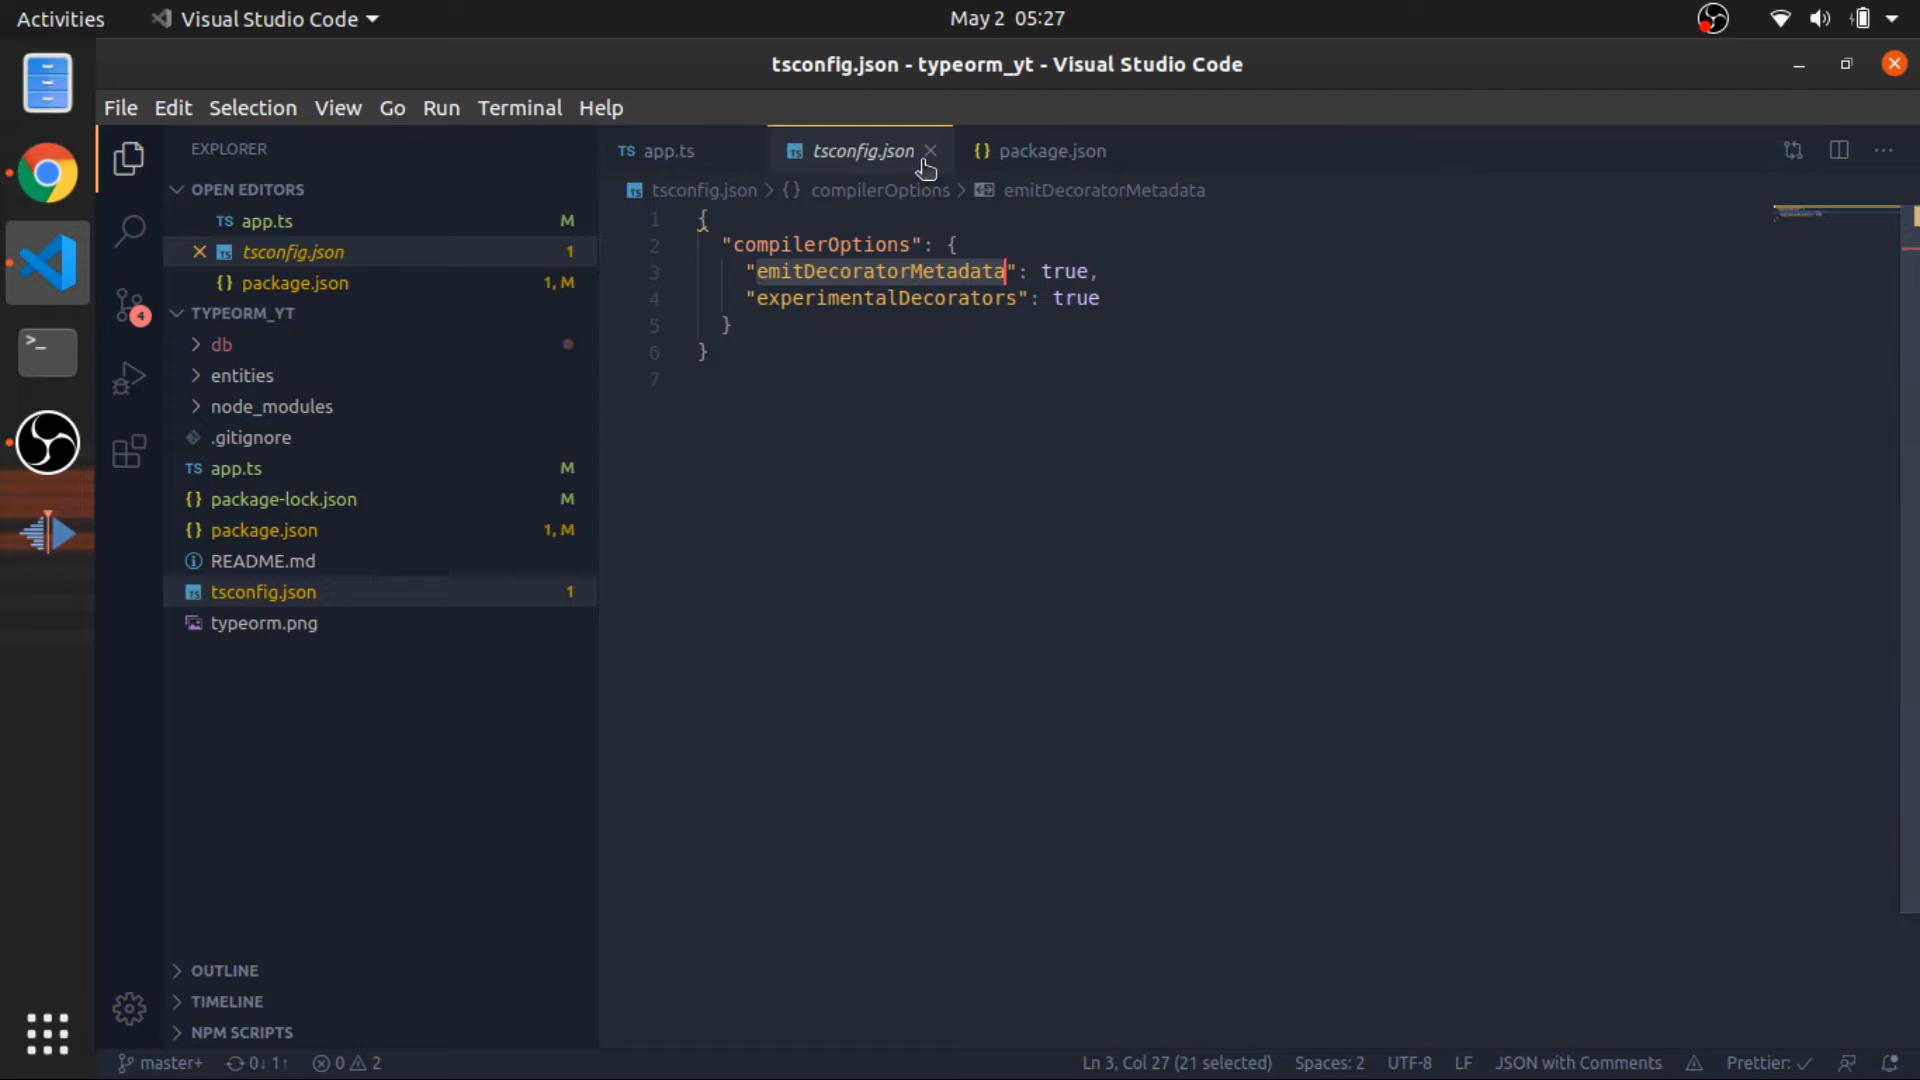 Activities
Visual Studio Code
May 2 05:27
tsconfig.json - typeorm_yt - Visual Studio Code
File Edit Selection View Go Run Terminal Help
EXPLORER
OPEN EDITORS
TS app.ts M
tsconfig.json 1
{} package.json 1, M
TYPEORM_YT
db
entities
node_modules
.gitignore
TS app.ts M
{} package-lock.json M
{} package.json 1, M
README.md
TS tsconfig.json 1
typeorm.png
OUTLINE
TIMELINE
NPM SCRIPTS
4
TS app.ts
TS tsconfig.json
{} package.json
TS tsconfig.json > {} compilerOptions > emitDecoratorMetadata
1 {
2 "compilerOptions": {
3 "emitDecoratorMetadata": true,
4 "experimentalDecorators": true
5 }
6 }
7
master+ 0↓ 1↑ 0 2
Ln 3, Col 27 (21 selected) Spaces: 2 UTF-8 LF JSON with Comments Prettier: ✓